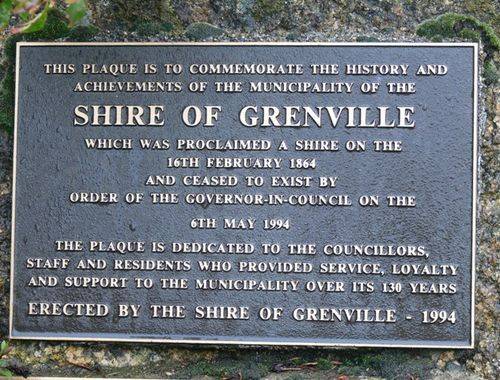 THIS PLAQUE IS TO COMMEMORATE THE HISTORY AND
ACHIEVEMENTS OF THE MUNICIPALITY OF THE
SHIRE OF GRENVILLE
WHICH WAS PROCLAIMED A SHIRE ON THE
16TH FEBRUARY 1864
AND CEASED TO EXIST BY
ORDER OF THE GOVERNOR-IN-COUNCIL ON THE
6TH MAY 1994
THE PLAQUE IS DEDICATED TO THE COUNCILLORS,
STAFF AND RESIDENTS WHO PROVIDED SERVICE, LOYALTY
AND SUPPORT TO THE MUNICIPALITY OVER ITS 130 YEARS
ERECTED BY THE SHIRE OF GRENVILLE - 1994